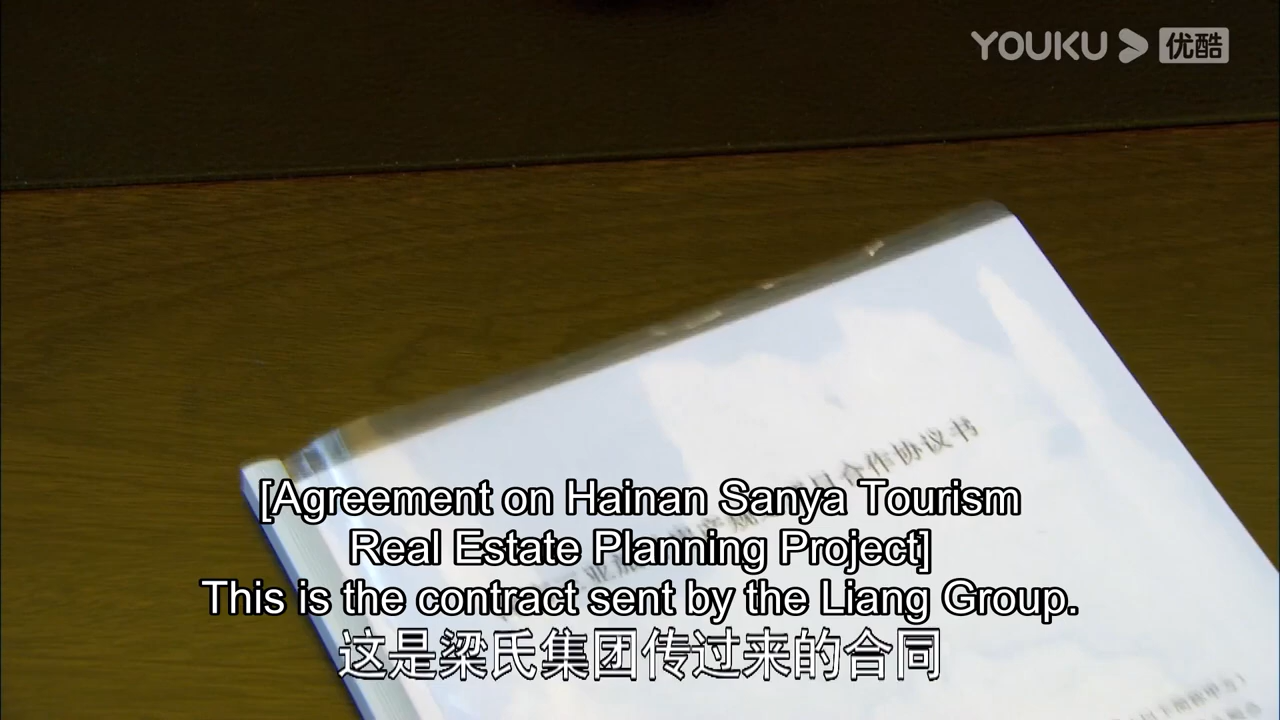 YOUKU 优酷
合作协议书
[Agreement on Hainan Sanya Tourism
Real Estate Planning Project]
This is the contract sent by the Liang Group.
这是梁氏集团传过来的合同